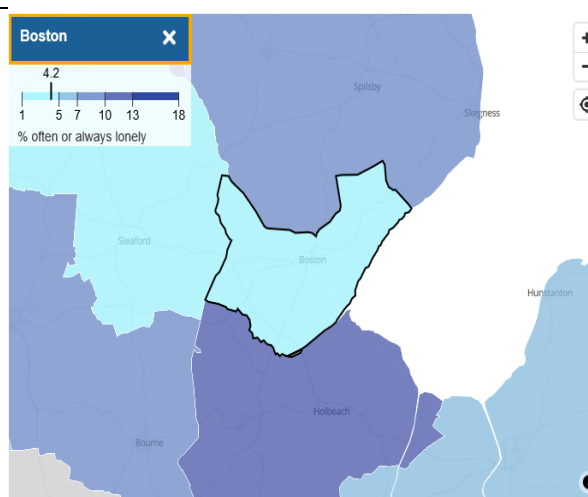 Boston
4.2
1 5 7 10 13 18
% often or always lonely
Spilsby
Skegness
Sleaford
Boston
Hunstanton
Holbeach
Bourne